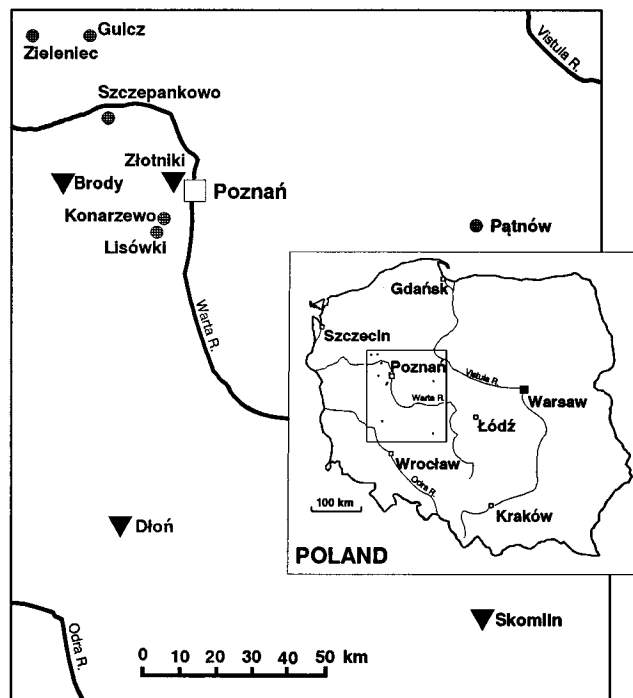 Gulcz
Zieleniec
Vistula R.
Szczepankowo
Złotniki
Brody
Poznań
Konarzewo
Lisówki
Pątnów
Warta R.
Gdańsk
Szczecin
Poznań
Vistula R.
Warta R.
Warsaw
Łódź
Wrocław
Odra R.
100 km
Kraków
POLAND
Dłoń
Skomlin
Odra R.
0 10 20 30 40 50 km